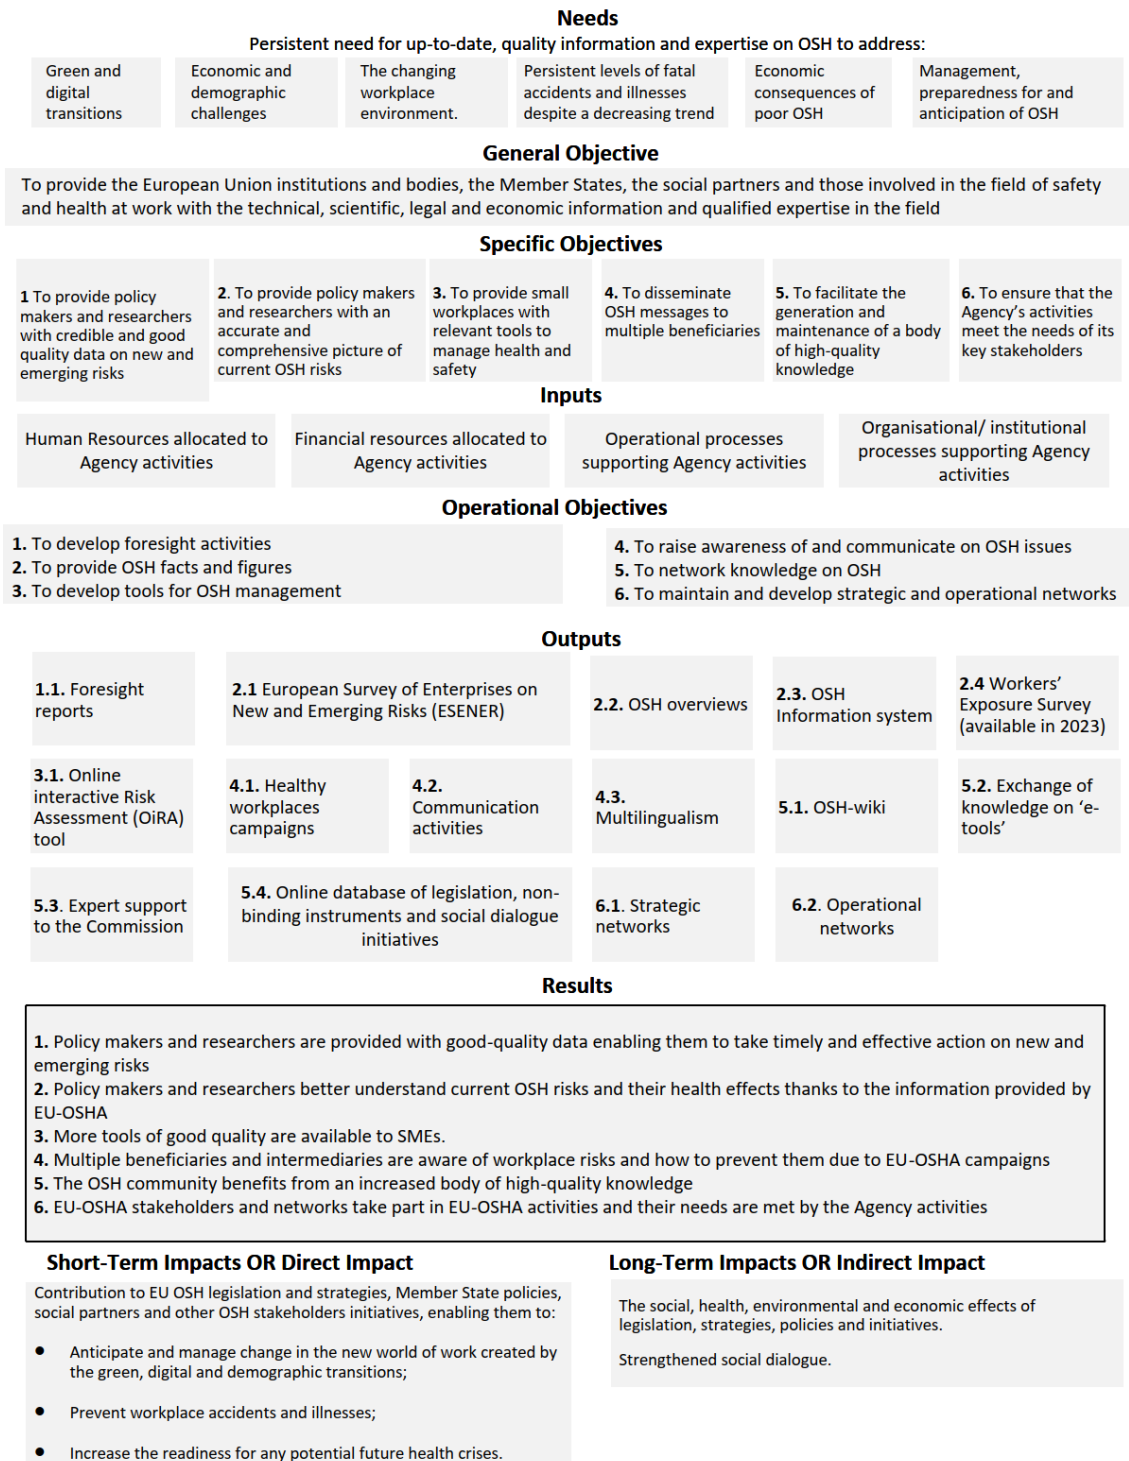 Needs
Persistent need for up-to-date, quality information and expertise on OSH to address:
Green and
digital
transitions
Economic and
demographic
challenges
The changing
workplace
environment.
Persistent levels of fatal
accidents and illnesses
despite a decreasing trend
Economic
consequences of
poor OSH
Management,
preparedness for and
anticipation of OSH
General Objective
To provide the European Union institutions and bodies, the Member States, the social partners and those involved in the field of safety
and health at work with the technical, scientific, legal and economic information and qualified expertise in the field
Specific Objectives
1 To provide policy
makers and researchers
with credible and good
quality data on new and
emerging risks
2. To provide policy makers
and researchers with an
accurate and
comprehensive picture of
current OSH risks
3. To provide small
workplaces with
relevant tools to
manage health and
safety
4. To disseminate
OSH messages to
multiple beneficiaries
5. To facilitate the
generation and
maintenance of a body
of high-quality
knowledge
6. To ensure that the
Agency's activities
meet the needs of its
key stakeholders
Inputs
Human Resources allocated to
Agency activities
Financial resources allocated to
Agency activities
Operational processes
supporting Agency activities
Organisational/ institutional
processes supporting Agency
activities
Operational Objectives
1. To develop foresight activities
2. To provide OSH facts and figures
3. To develop tools for OSH management
4. To raise awareness of and communicate on OSH issues
5. To network knowledge on OSH
6. To maintain and develop strategic and operational networks
Outputs
1.1. Foresight
reports
2.1 European Survey of Enterprises on
New and Emerging Risks (ESENER)
2.2. OSH overviews
2.3. OSH
Information system
2.4 Workers'
Exposure Survey
(available in 2023)
3.1. Online
interactive Risk
Assessment (OiRA)
tool
4.1. Healthy
workplaces
campaigns
4.2.
Communication
activities
4.3.
Multilingualism
5.1. OSH-wiki
5.2. Exchange of
knowledge on 'e-
tools'
5.3. Expert support
to the Commission
5.4. Online database of legislation, non-
binding instruments and social dialogue
initiatives
6.1. Strategic
networks
6.2. Operational
networks
Results
1. Policy makers and researchers are provided with good-quality data enabling them to take timely and effective action on new and
emerging risks
2. Policy makers and researchers better understand current OSH risks and their health effects thanks to the information provided by
EU-OSHA
3. More tools of good quality are available to SMEs.
4. Multiple beneficiaries and intermediaries are aware of workplace risks and how to prevent them due to EU-OSHA campaigns
5. The OSH community benefits from an increased body of high-quality knowledge
6. EU-OSHA stakeholders and networks take part in EU-OSHA activities and their needs are met by the Agency activities
Short-Term Impacts OR Direct Impact
Contribution to EU OSH legislation and strategies, Member State policies,
social partners and other OSH stakeholders initiatives, enabling them to:
● Anticipate and manage change in the new world of work created by
the green, digital and demographic transitions;
● Prevent workplace accidents and illnesses;
● Increase the readiness for any potential future health crises.
Long-Term Impacts OR Indirect Impact
The social, health, environmental and economic effects of
legislation, strategies, policies and initiatives.
Strengthened social dialogue.